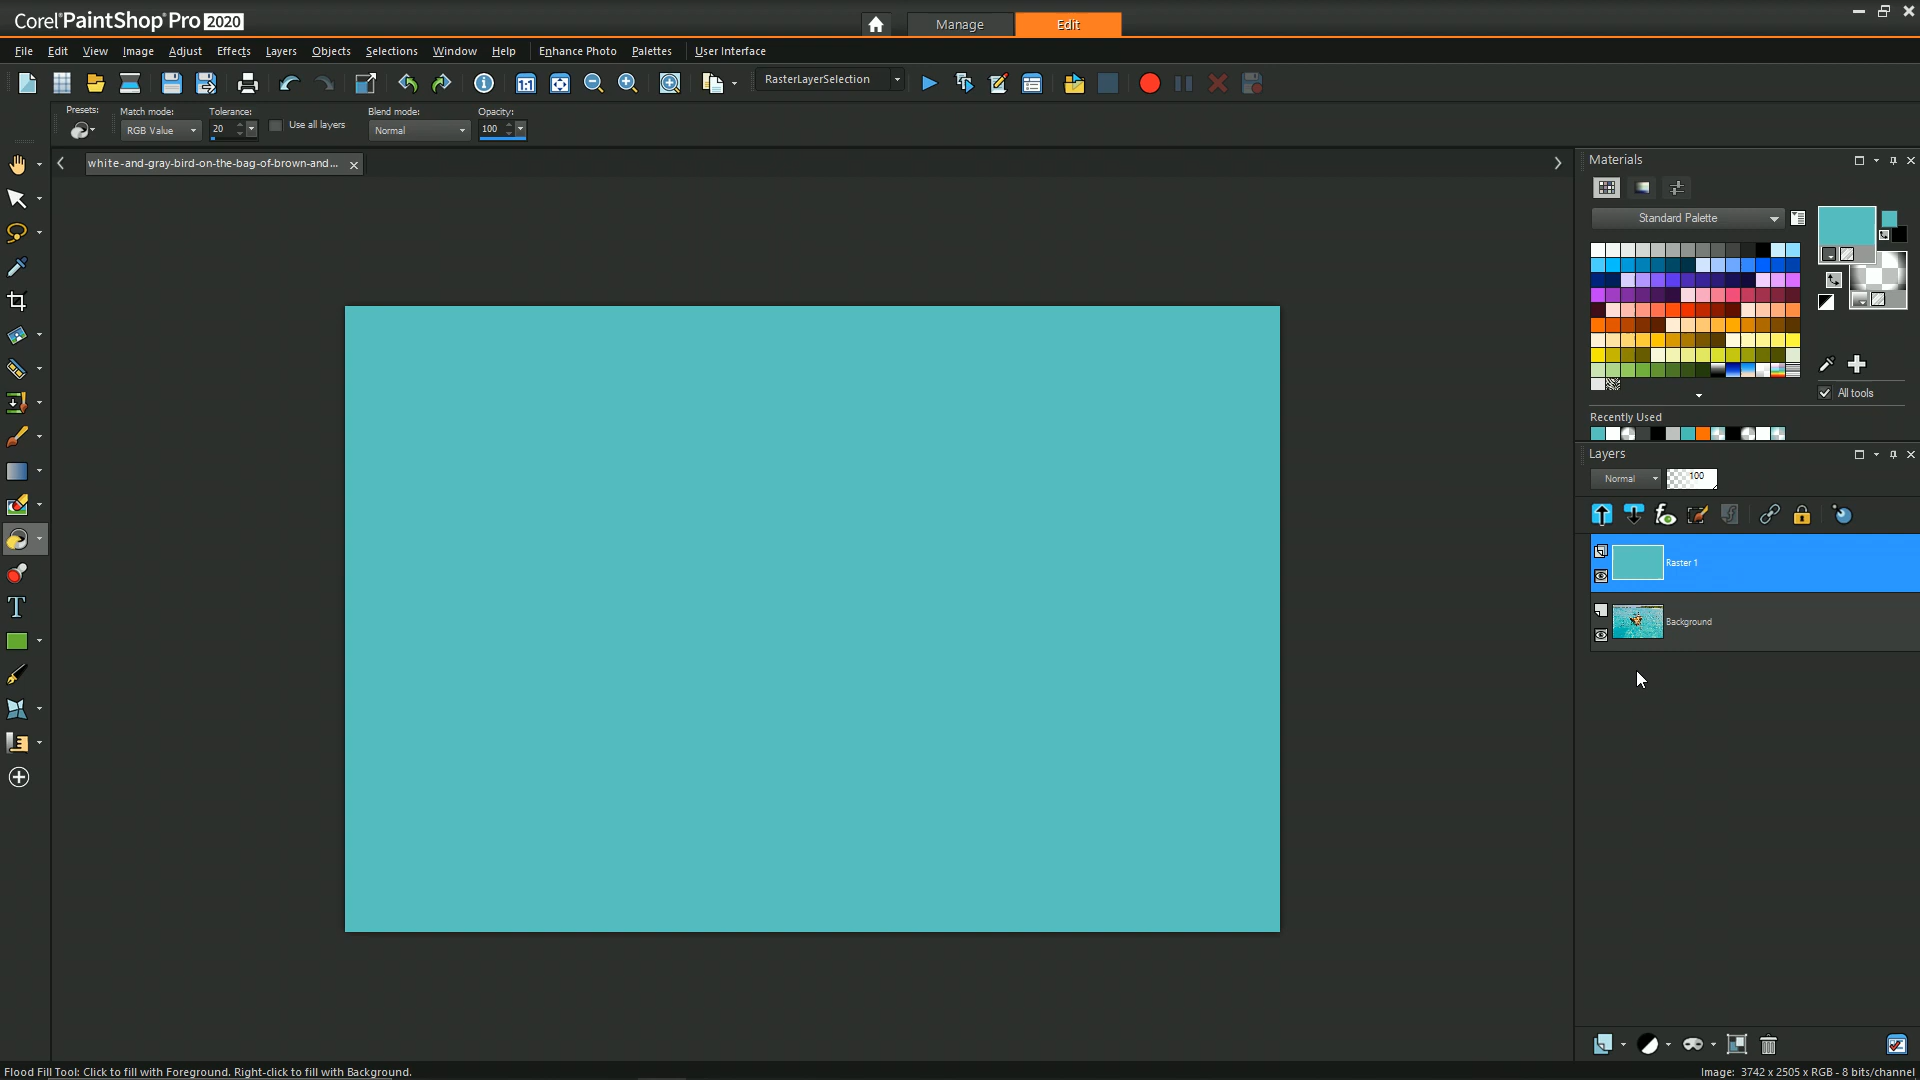 Corel PaintShop Pro 2020
Manage
Edit
File Edit View Image Adjust Effects Layers Objects Selections Window Help Enhance Photo Palettes User Interface
1:1
RasterLayerSelection
Presets:
Match mode:
Tolerance:
Blend mode:
Opacity:
RGB Value
20
Use all layers
Normal
100
white-and-gray-bird-on-the-bag-of-brown-and...
Materials
Standard Palette
All tools
Recently Used
Layers
Normal
100
Raster 1
Background
T
Flood Fill Tool: Click to fill with Foreground. Right-click to fill with Background.
Image: 3742 x 2505 x RGB - 8 bits/channel